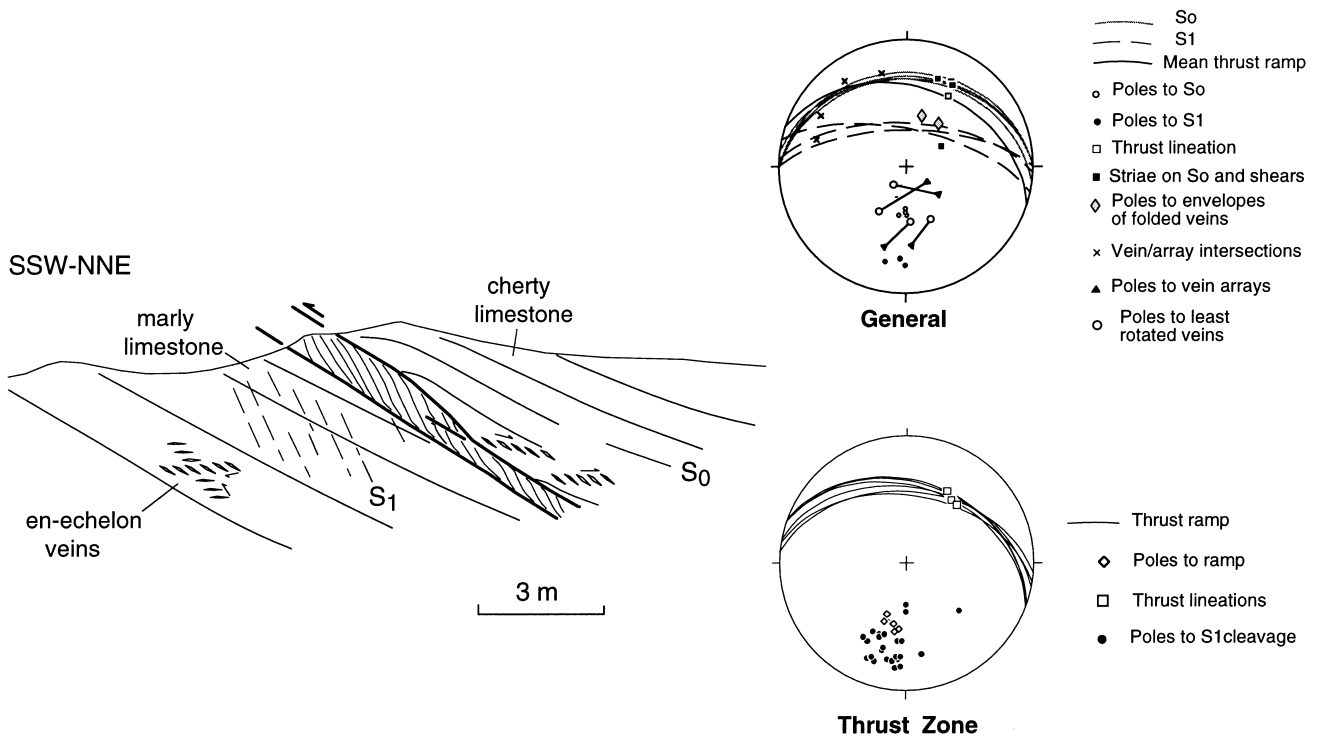 SSW-NNE
marly
limestone
cherty
limestone
S0
S1
en-echelon
veins
3 m
General
So
S1
Mean thrust ramp
Poles to So
Poles to S1
Thrust lineation
Striae on So and shears
Poles to envelopes
of folded veins
Vein/array intersections
Poles to vein arrays
Poles to least
rotated veins
Thrust Zone
Thrust ramp
Poles to ramp
Thrust lineations
Poles to S1cleavage